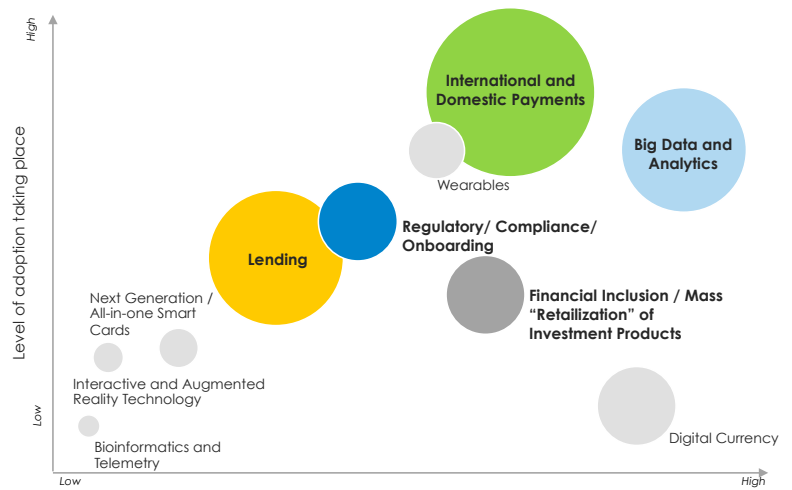 High
Level of adoption taking place
Low
International and
Domestic Payments
Big Data and
Analytics
Wearables
Regulatory/ Compliance/
Onboarding
Lending
Financial Inclusion / Mass
“Retailization” of
Investment Products
Next Generation /
All-in-one Smart
Cards
Interactive and Augmented
Reality Technology
Bioinformatics and
Telemetry
Digital Currency
Low
High